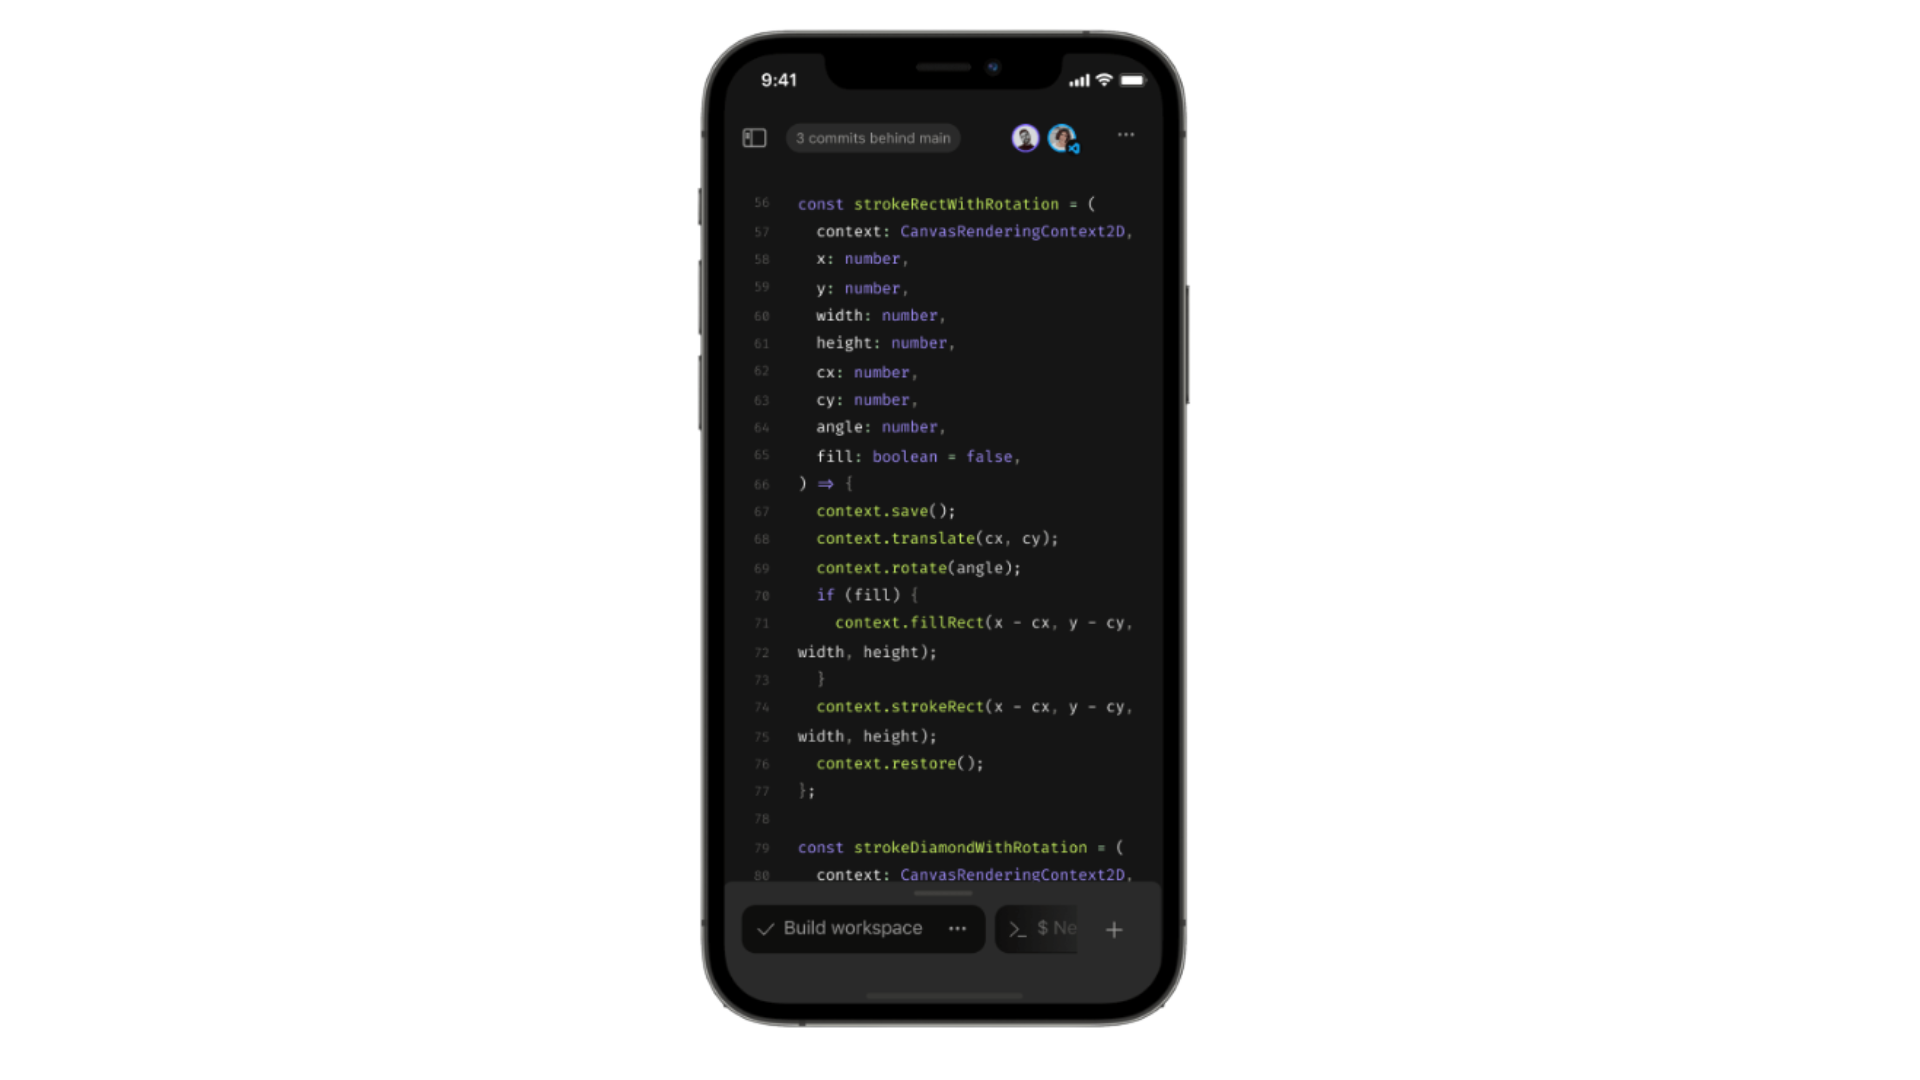 9:41
3 commits behind main
56 const strokeRectWithRotation = (
57 context: CanvasRenderingContext2D,
58 x: number,
59 y: number,
60 width: number,
61 height: number,
62 cx: number,
63 cy: number,
64 angle: number,
65 fill: boolean = false,
66 ) => {
67 context.save();
68 context.translate(cx, cy);
69 context.rotate(angle);
70 if (fill) {
71 context.fillRect(x - cx, y - cy,
72 width, height);
73 }
74 context.strokeRect(x - cx, y - cy,
75 width, height);
76 context.restore();
77 };
78
79 const strokeDiamondWithRotation = (
80 context: CanvasRenderingContext2D,
Build workspace ... >_ $ Ne +